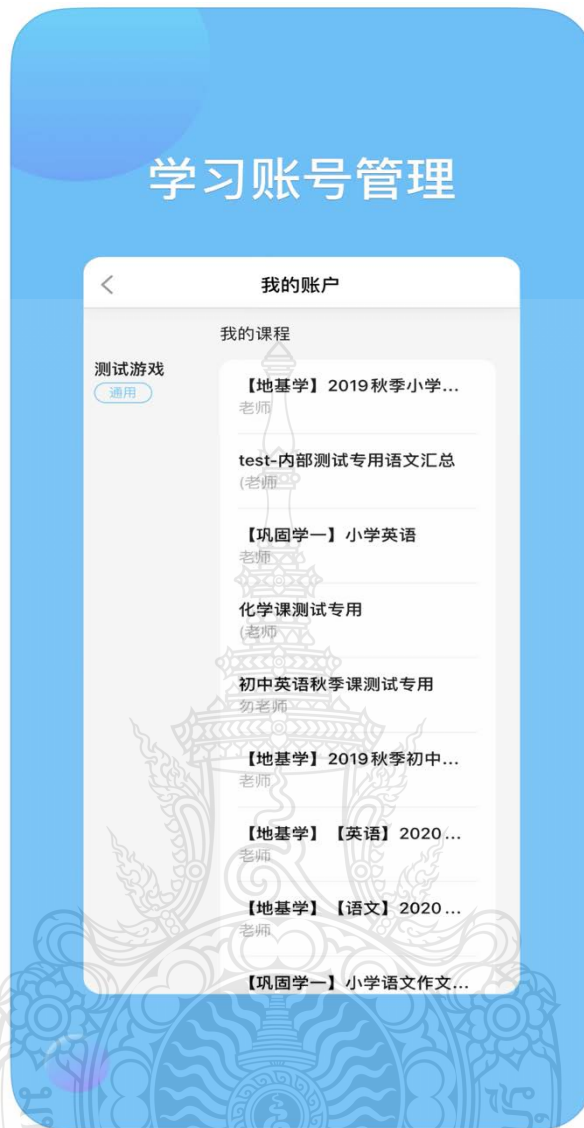 学习账号管理
我的账户
我的课程
测试游戏
通用
【地基学】2019秋季小学...
老师
test-内部测试专用语文汇总
(老师
【巩固学一】小学英语
老师
化学课测试专用
(老师
初中英语秋季课测试专用
勿老师
【地基学】2019秋季初中...
老师
【地基学】【英语】2020...
老师
【地基学】【语文】2020...
老师
【巩固学一】小学语文作文...